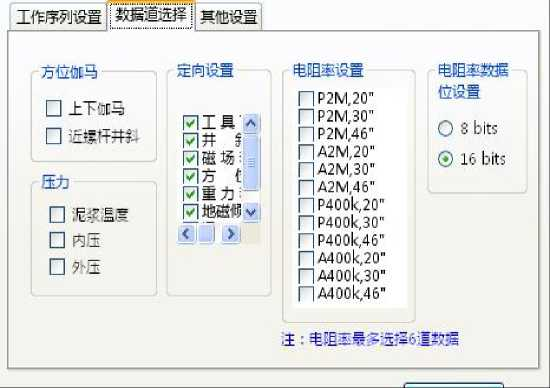 工作序列设置 数据道选择 其他设置
方位伽马
上下伽马
近螺杆井斜
压力
泥浆温度
内压
外压
定向设置
工 具
井 斜
磁 场
方 位
重 力
地磁倾
电阻率设置
P2M,20"
P2M,30"
P2M,46"
A2M,20"
A2M,30"
A2M,46"
P400k,20"
P400k,30"
P400k,46"
A400k,20"
A400k,30"
A400k,46"
电阻率数据
位设置
8 bits
16 bits
注：电阻率最多选择6道数据